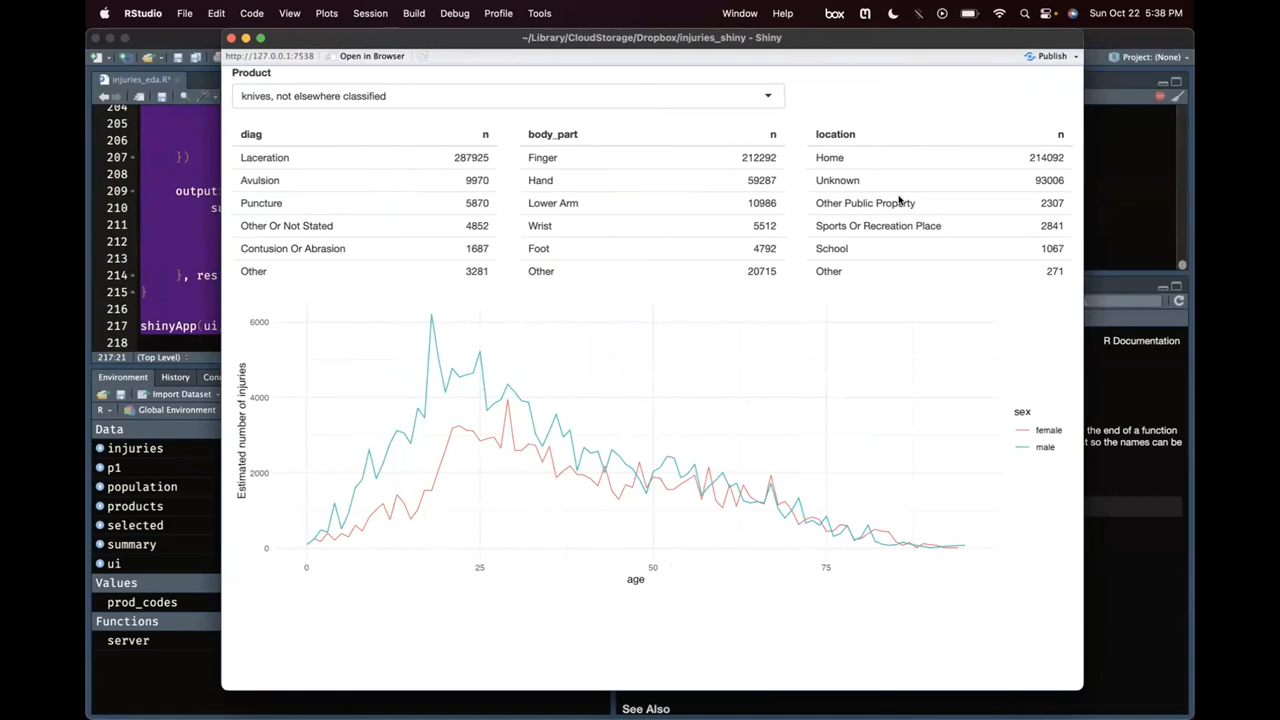 RStudio File Edit Code View Plots Session Build Debug Profile Tools Window Help box Sun Oct 22 5:38 PM
~/Library/CloudStorage/Dropbox/injuries_shiny - Shiny
http://127.0.0.1:7538 Open in Browser Publish Project: (None)
Product
injuries_eda.R*
knives, not elsewhere classified
diag n body_part n location n
Laceration 287925 Finger 212292 Home 214092
Avulsion 9970 Hand 59287 Unknown 93006
Puncture 5870 Lower Arm 10986 Other Public Property 2307
Other Or Not Stated 4852 Wrist 5512 Sports Or Recreation Place 2841
Contusion Or Abrasion 1687 Foot 4792 School 1067
Other 3281 Other 20715 Other 271
204
205
206
207 })
208
209 output
210 su
211
212
213
214 }, res
215 }
216
217 shinyApp(ui,
218
217:21 (Top Level)
Environment History Con
Import Dataset
R Global Environment
Data
injuries
p1
population
products
selected
summary
ui
Values
prod_codes
Functions
server
6000
4000
2000
0
Estimated number of injuries
0 25 50 75
age
sex
female
male
R Documentation
the end of a function
t so the names can be
See Also